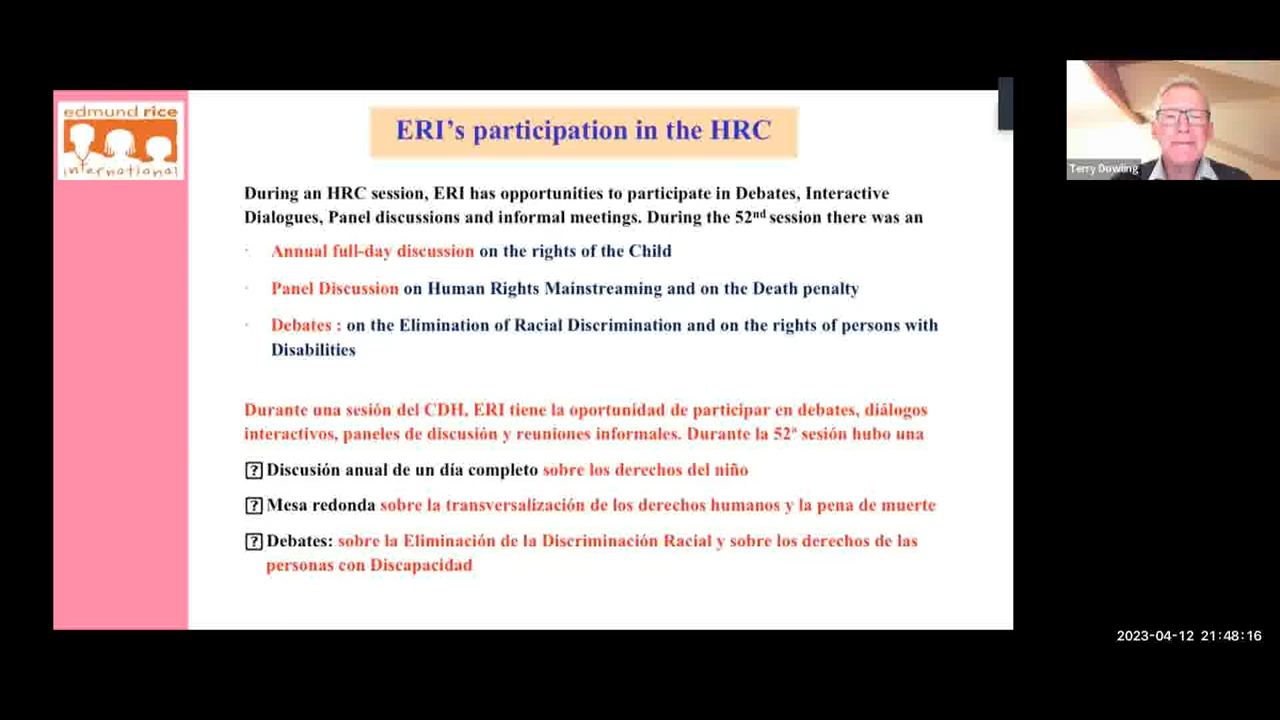 edmund rice
international
ERI's participation in the HRC
During an HRC session, ERI has opportunities to participate in Debates, Interactive
Dialogues, Panel discussions and informal meetings. During the 52nd session there was an
· Annual full-day discussion on the rights of the Child
· Panel Discussion on Human Rights Mainstreaming and on the Death penalty
· Debates : on the Elimination of Racial Discrimination and on the rights of persons with
Disabilities
Durante una sesión del CDH, ERI tiene la oportunidad de participar en debates, diálogos
interactivos, paneles de discusión y reuniones informales. Durante la 52ª sesión hubo una
? Discusión anual de un día completo sobre los derechos del niño
? Mesa redonda sobre la transversalización de los derechos humanos y la pena de muerte
? Debates: sobre la Eliminación de la Discriminación Racial y sobre los derechos de las
personas con Discapacidad
Terry Dowling
2023-04-12 21:48:16